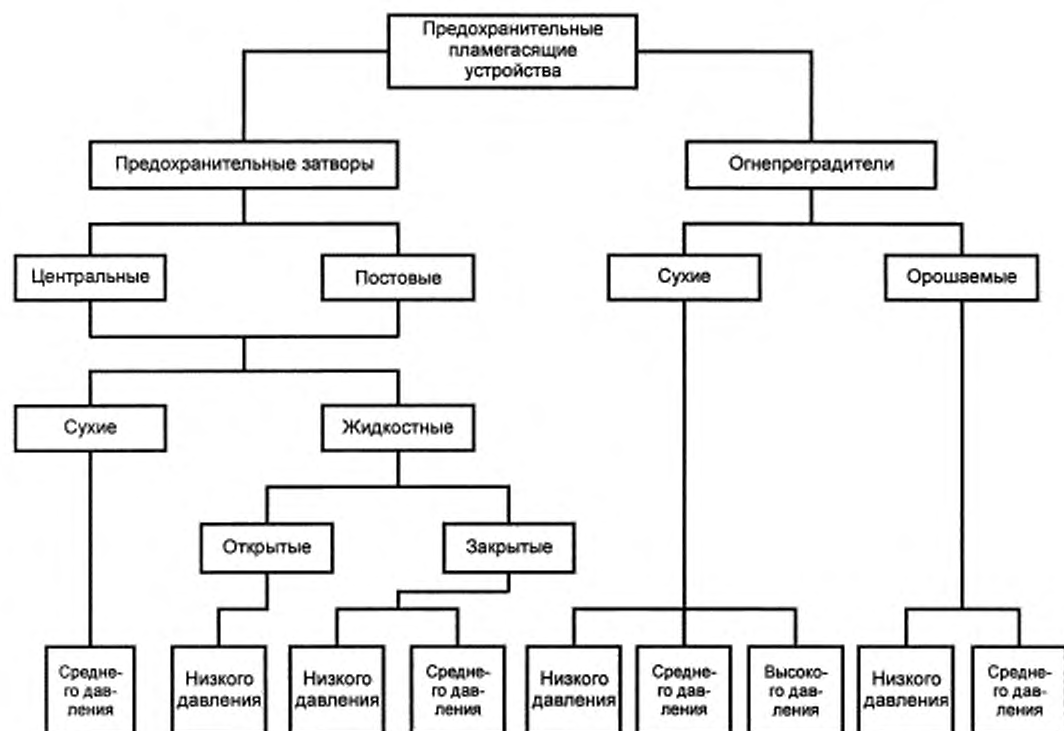 Предохранительные
пламегасящие
устройства
Предохранительные затворы
Огнепреградители
Центральные
Постовые
Сухие
Орошаемые
Сухие
Жидкостные
Открытые
Закрытые
Средне-
го дав-
ления
Низкого
давления
Низкого
давления
Средне-
го дав-
ления
Низкого
давления
Средне-
го дав-
ления
Высоко-
го дав-
ления
Низкого
давления
Средне-
го дав-
ления